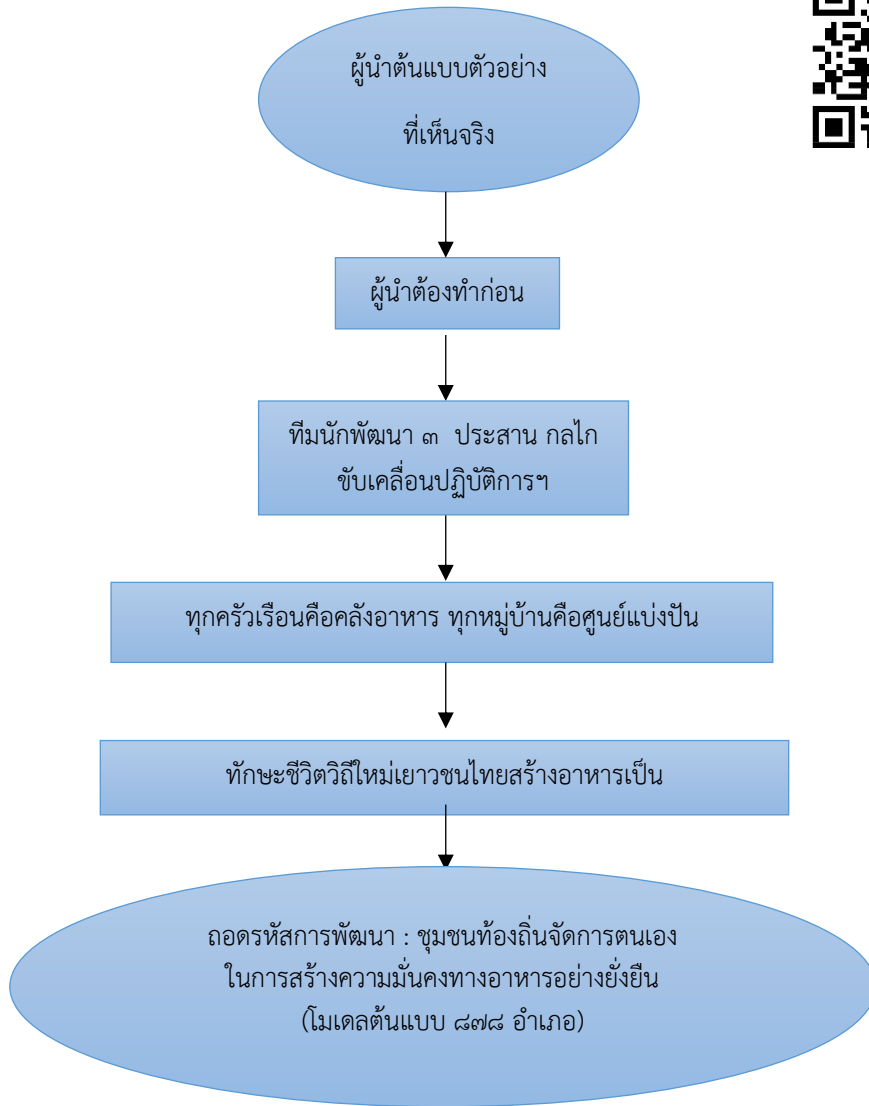 ผู้นำต้นแบบตัวอย่าง
ที่เห็นจริง
ผู้นำต้องทำก่อน
ทีมนักพัฒนา ๓ ประสาน กลไก
ขับเคลื่อนปฏิบัติการฯ
ทุกครัวเรือนคือคลังอาหาร ทุกหมู่บ้านคือศูนย์แบ่งปัน
ทักษะชีวิตวิถีใหม่เยาวชนไทยสร้างอาหารเป็น
ถอดรหัสการพัฒนา : ชุมชนท้องถิ่นจัดการตนเอง
ในการสร้างความมั่นคงทางอาหารอย่างยั่งยืน
(โมเดลต้นแบบ ๘๗๘ อำเภอ)